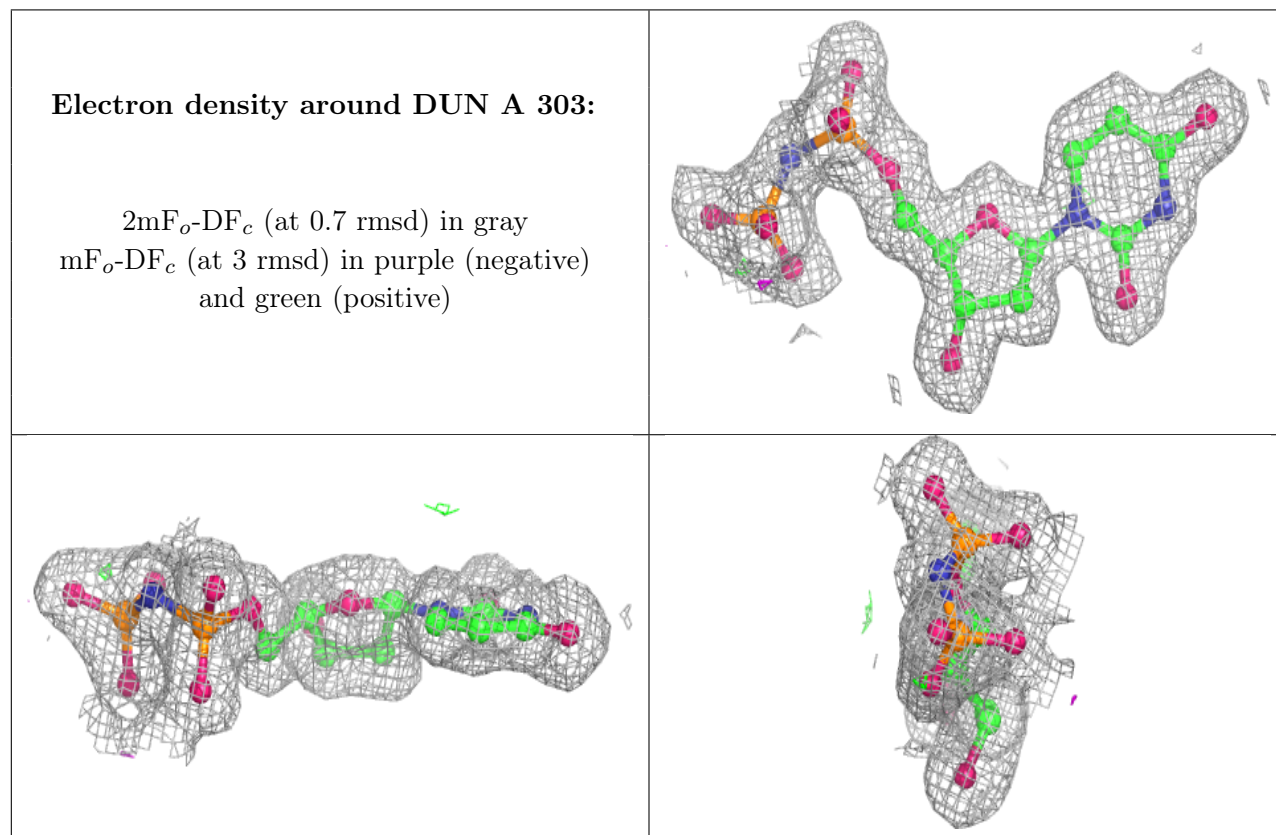 Electron density around DUN A 303:
2mFo-DFc (at 0.7 rmsd) in gray
mFo-DFc (at 3 rmsd) in purple (negative)
and green (positive)